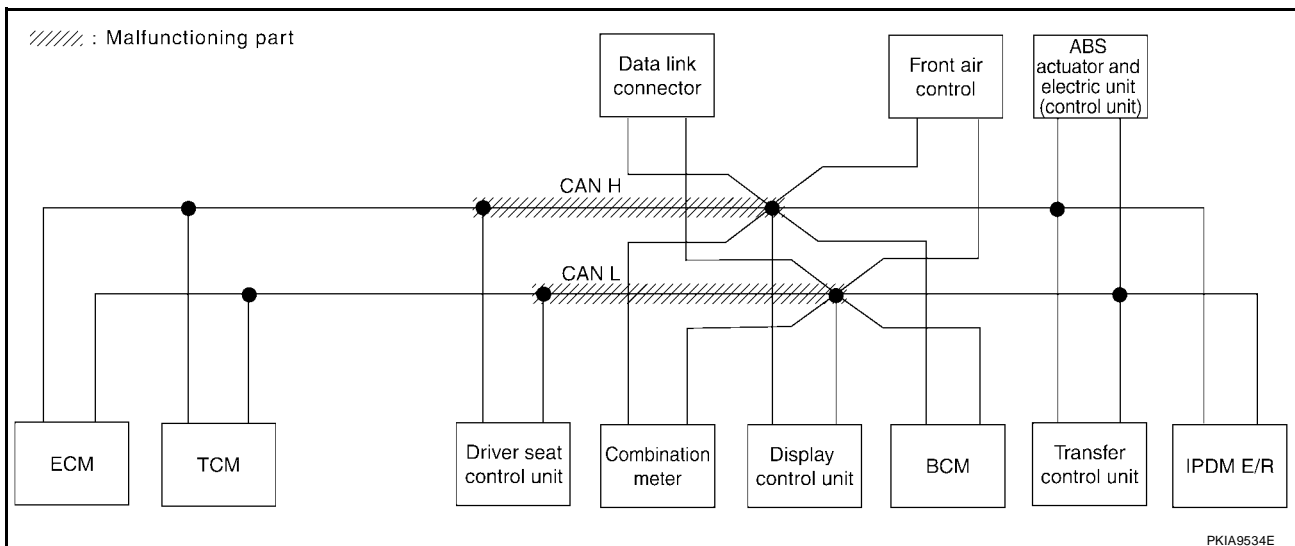 : Malfunctioning part
Data link
connector
Front air
control
ABS
actuator and
electric unit
(control unit)
CAN H
CAN L
ECM
TCM
Driver seat
control unit
Combination
meter
Display
control unit
BCM
Transfer
control unit
IPDM E/R
PKIA9534E